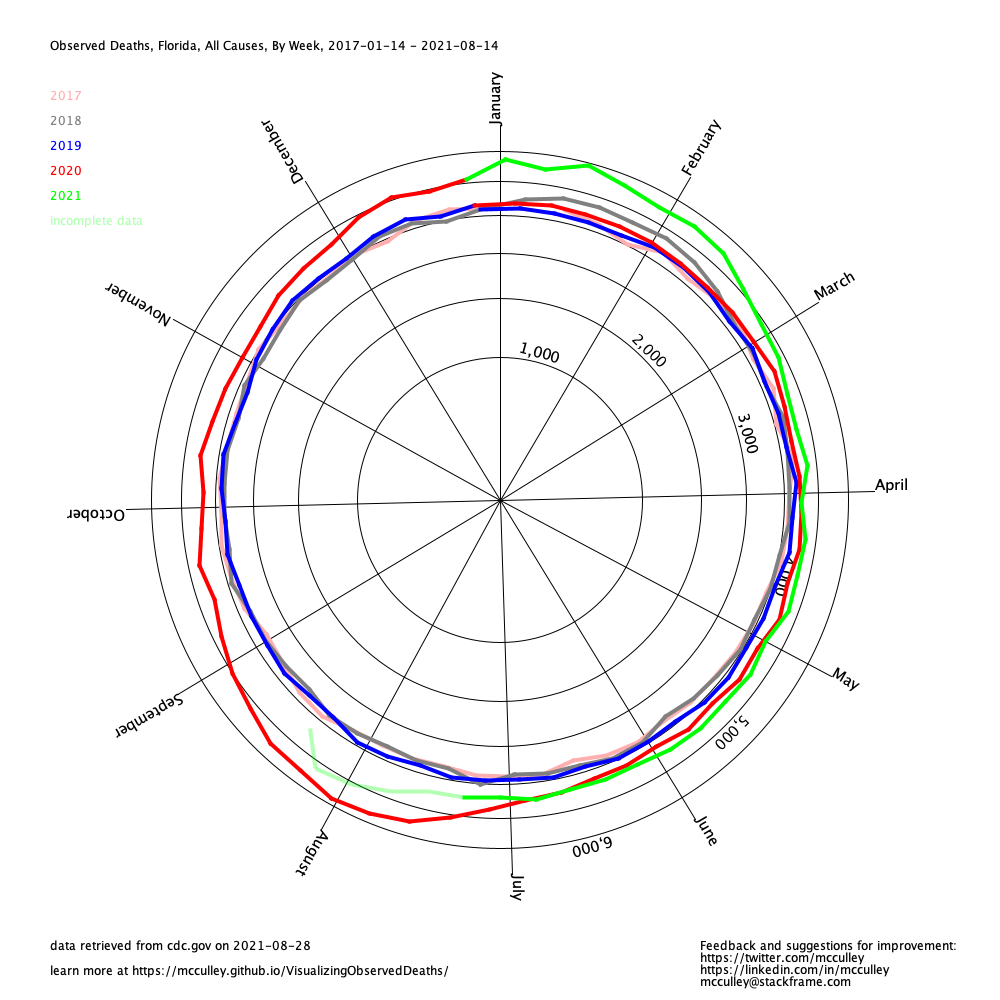 Observed Deaths, Florida, All Causes, By Week, 2017-01-14 - 2021-08-14
2017
2018
2019
2020
2021
incomplete data
January
February
March
April
May
June
July
August
September
October
November
December
1,000
2,000
3,000
4,000
5,000
6,000
data retrieved from cdc.gov on 2021-08-28
learn more at https://mcculley.github.io/VisualizingObservedDeaths/
Feedback and suggestions for improvement:
https://twitter.com/mcculley
https://linkedin.com/in/mcculley
mcculley@stackframe.com